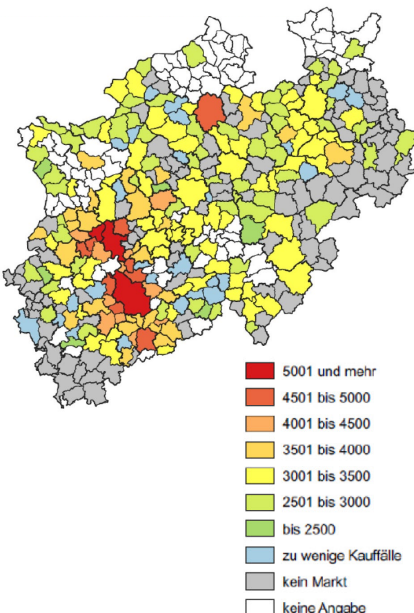 5001 und mehr
4501 bis 5000
4001 bis 4500
3501 bis 4000
3001 bis 3500
2501 bis 3000
bis 2500
zu wenige Kauffälle
kein Markt
keine Angabe